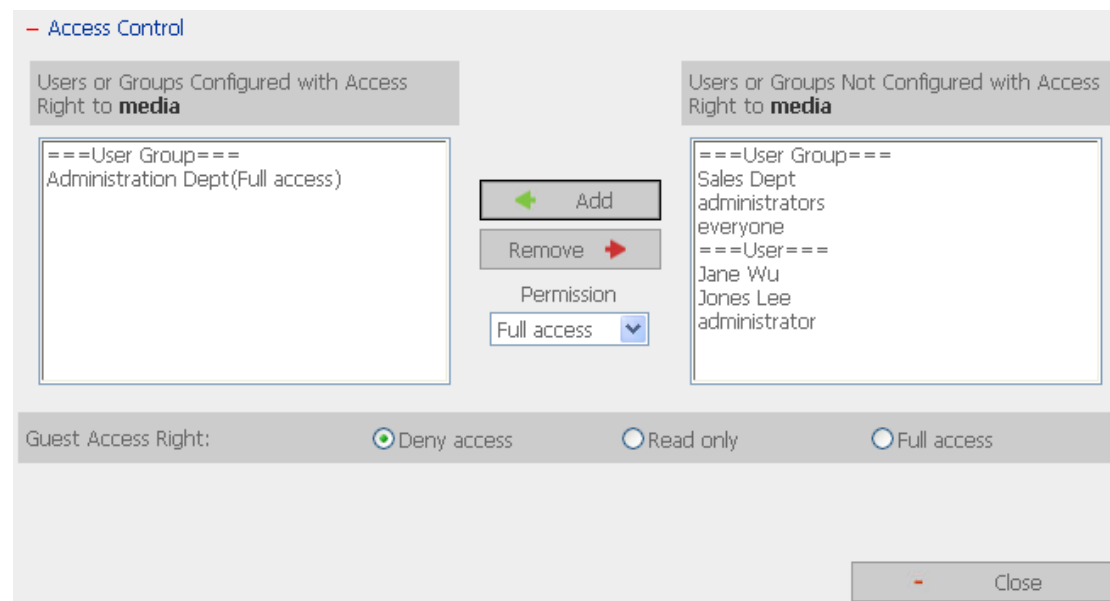 – Access Control
Users or Groups Configured with Access
Right to media
===User Group===
Administration Dept(Full access)
Add
Remove
Permission
Full access
Users or Groups Not Configured with Access
Right to media
===User Group===
Sales Dept
administrators
everyone
===User===
Jane Wu
Jones Lee
administrator
Guest Access Right: Deny access Read only Full access
- Close